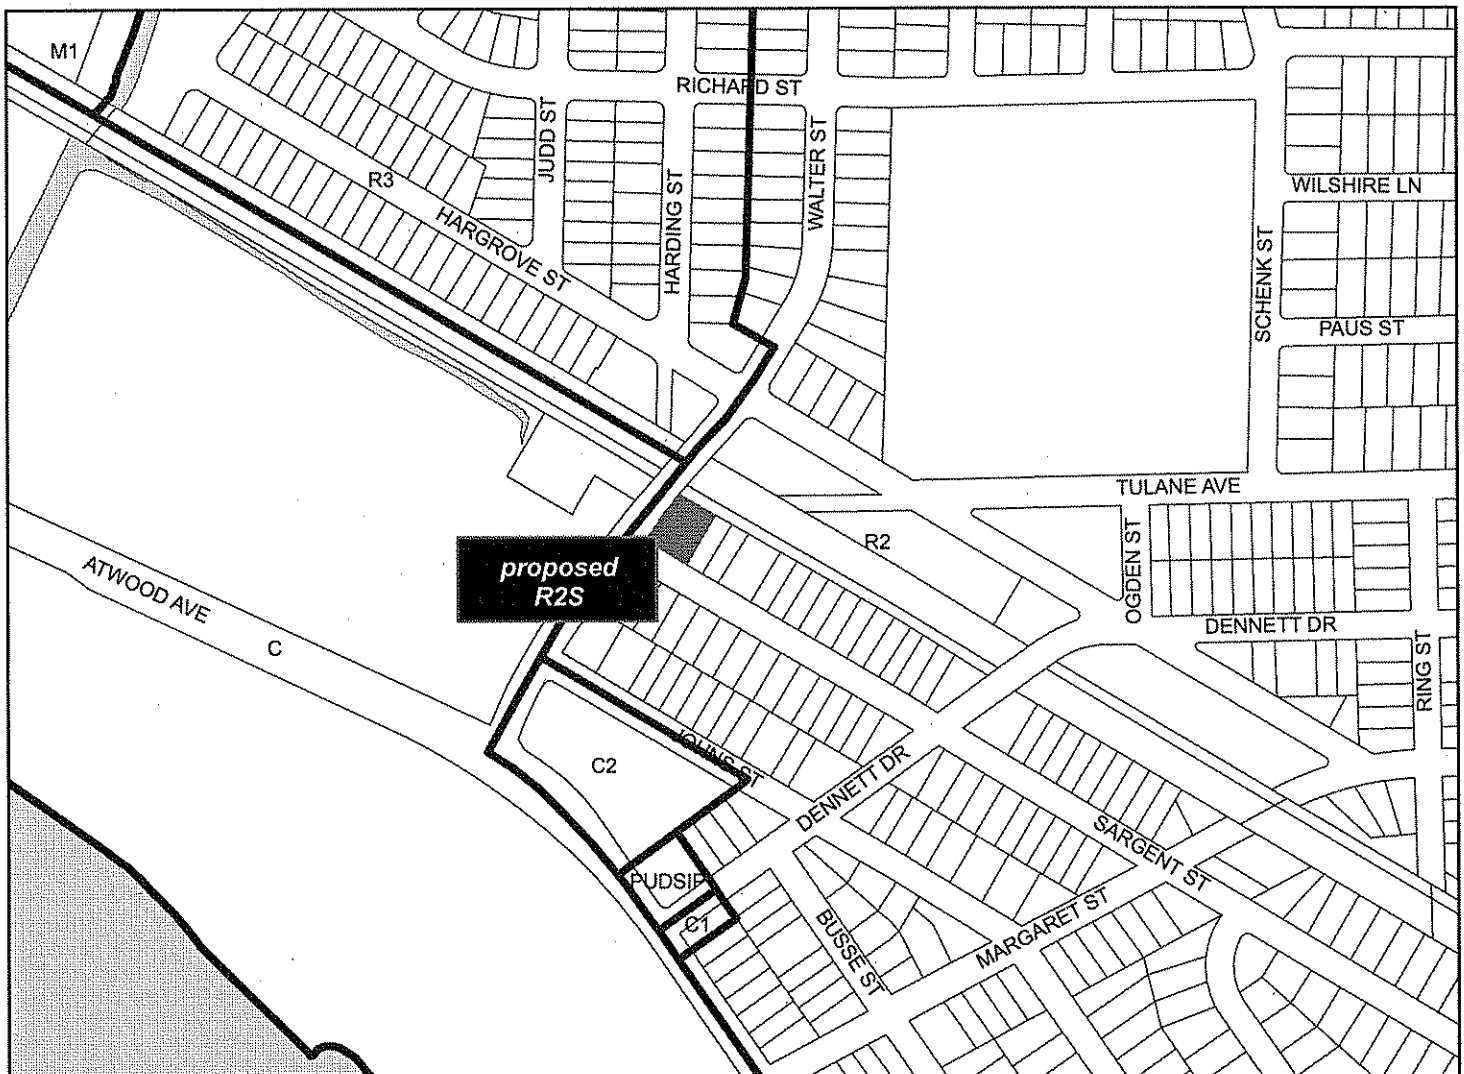 M1
RICHARD ST
JUDD ST
WALTER ST
R3
WILSHIRE LN
HARGROVE ST
HARDING ST
SCHENK ST
PAUS ST
TULANE AVE
R2
OGDEN ST
proposed
R2S
ATWOOD AVE
C
DENNETT DR
RING ST
JOHNS ST
C2
DENNETT DR
SARGENT ST
PUDSIP
C1
BUSSE ST
MARGARET ST